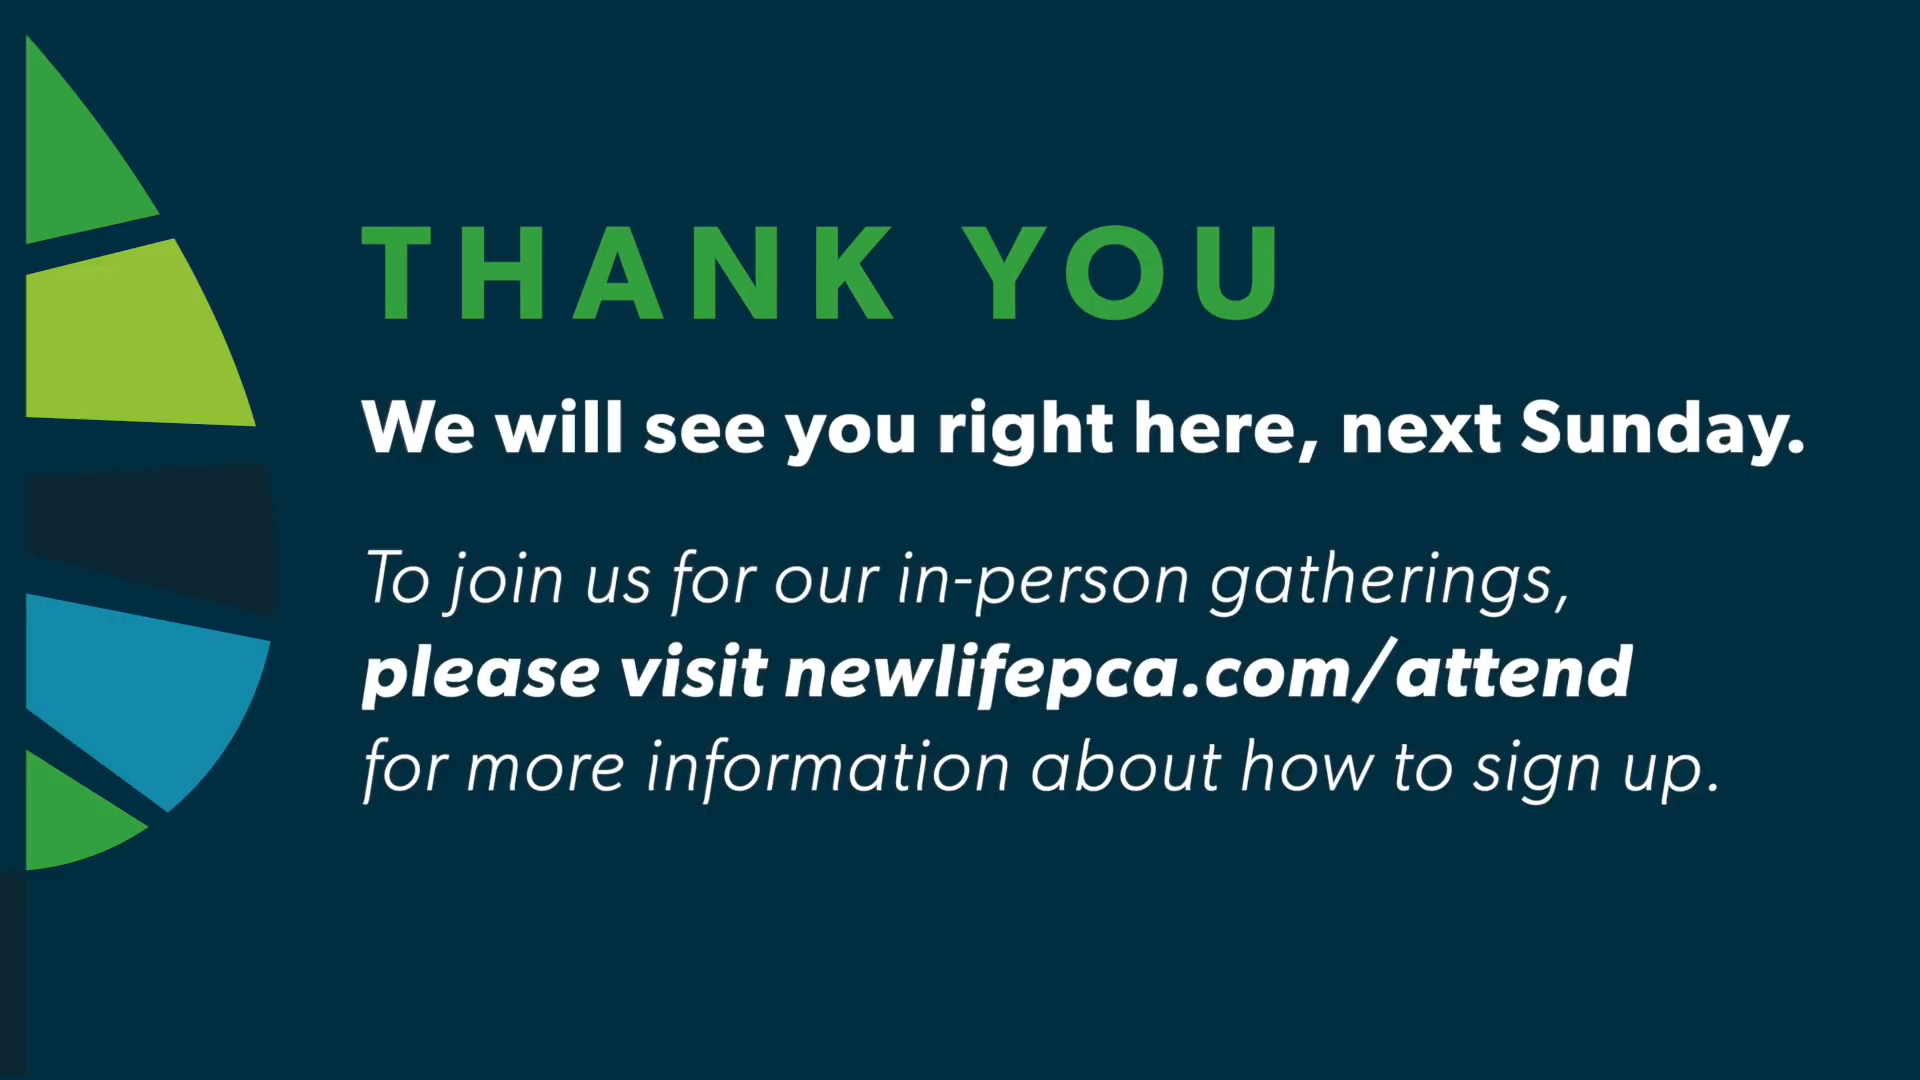 THANK YOU
We will see you right here, next Sunday.
To join us for our in-person gatherings,
please visit newlifepca.com/attend
for more information about how to sign up.